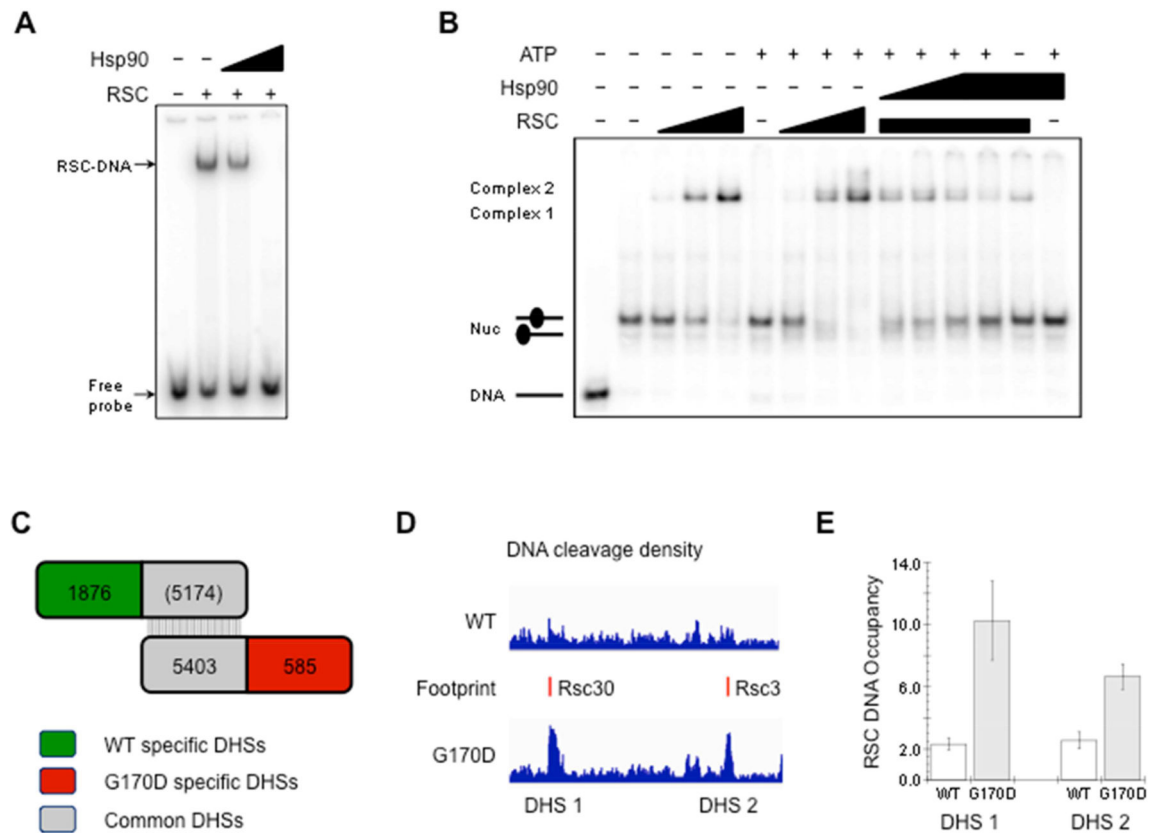 A
Hsp90 – –
RSC – + + +
RSC-DNA
Free
probe
B
ATP – – – – – + + + + + + + + – +
Hsp90 – – – – – – – – –
RSC – – – –
Complex 2
Complex 1
Nuc
DNA
C
1876 (5174)
5403 585
WT specific DHSs
G170D specific DHSs
Common DHSs
D
DNA cleavage density
WT
Footprint Rsc30 Rsc3
G170D
DHS 1 DHS 2
E
RSC DNA Occupancy
14.0
10.0
6.0
2.0
0.0
WT G170D WT G170D
DHS 1 DHS 2